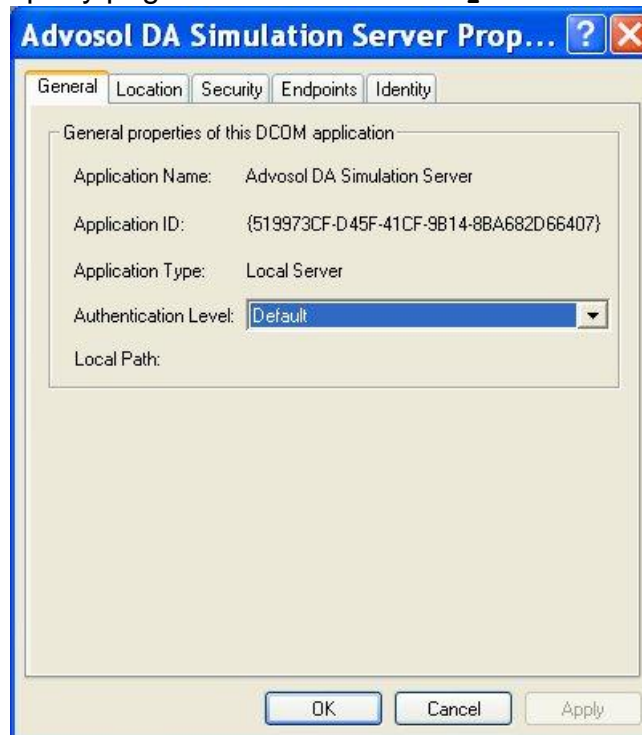 Advosol DA Simulation Server Prop...
General Location Security Endpoints Identity
General properties of this DCOM application
Application Name: Advosol DA Simulation Server
Application ID: {519973CF-D45F-41CF-9B14-8BA682D66407}
Application Type: Local Server
Authentication Level: Default
Local Path:
OK Cancel Apply